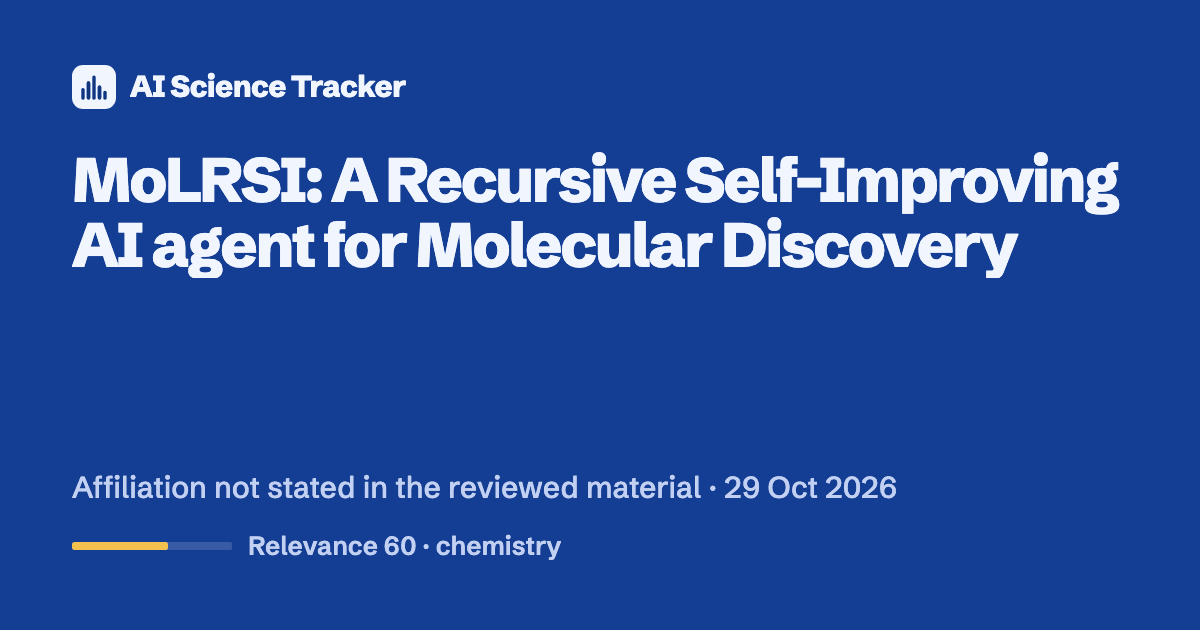 AI Science Tracker
MoLRSI: A Recursive Self-Improving
AI agent for Molecular Discovery
Affiliation not stated in the reviewed material · 29 Oct 2026
Relevance 60 · chemistry